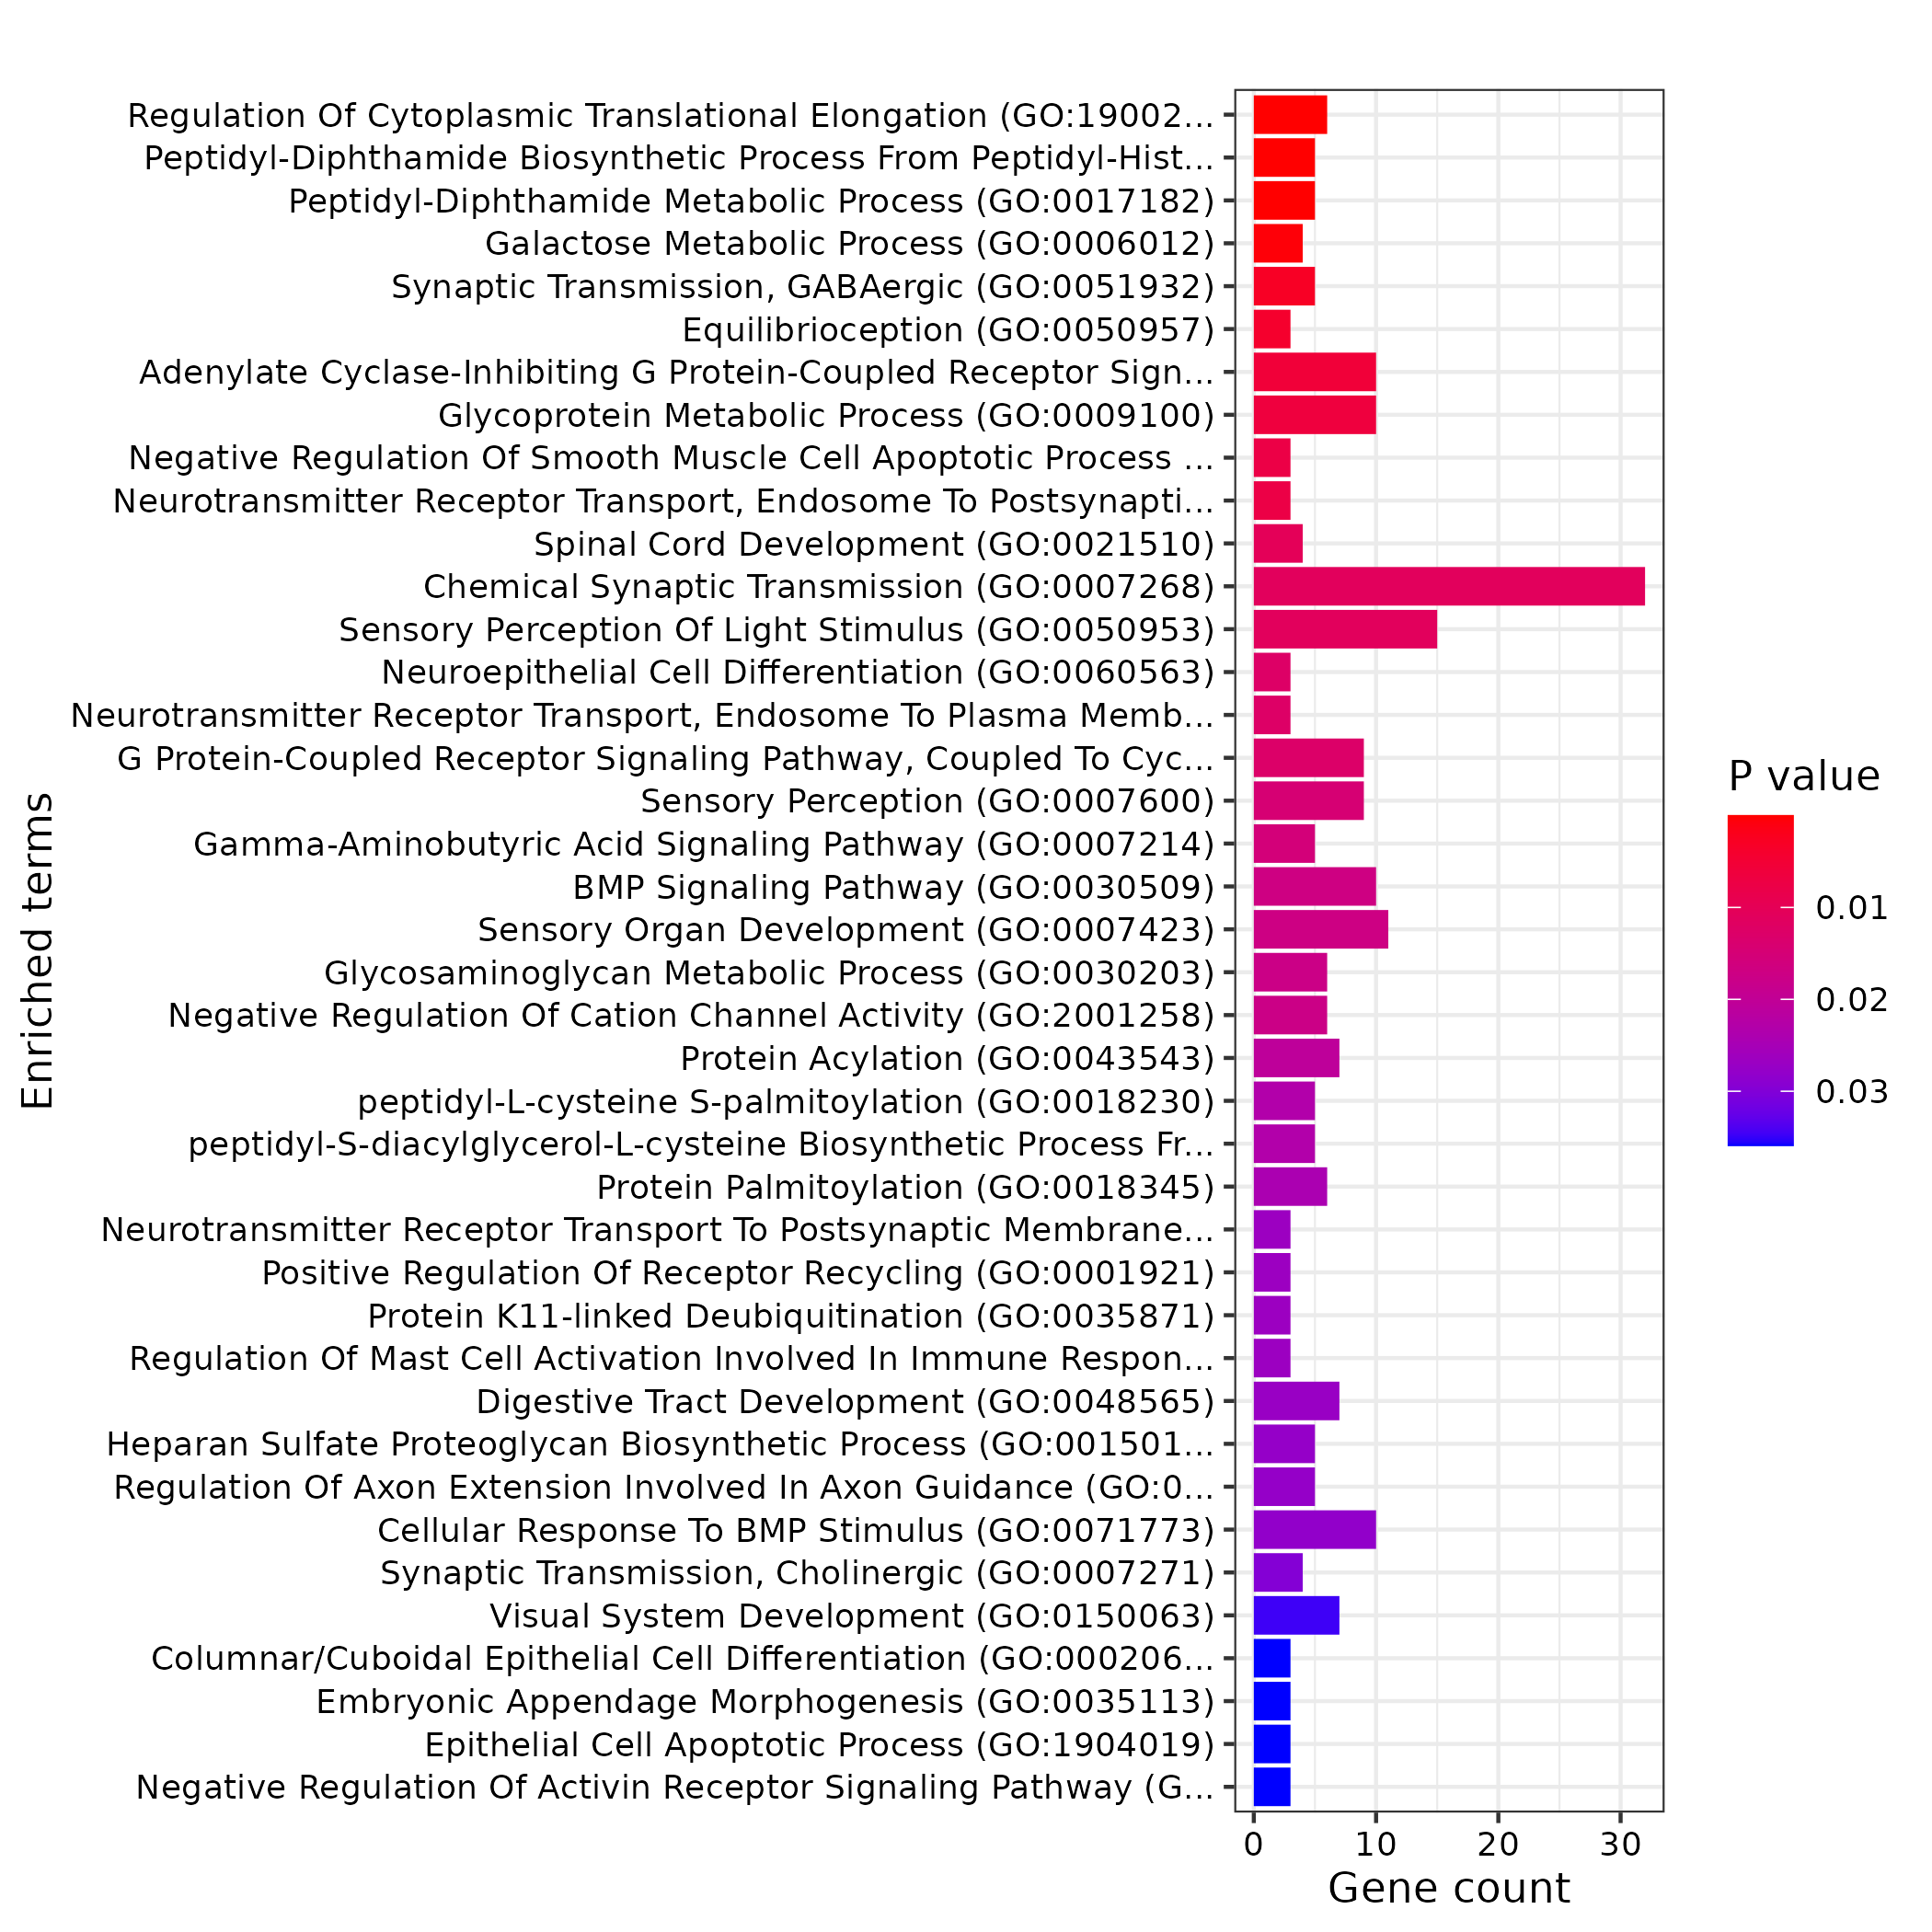 Regulation Of Cytoplasmic Translational Elongation (GO:19002...
Peptidyl-Diphthamide Biosynthetic Process From Peptidyl-Hist...
Peptidyl-Diphthamide Metabolic Process (GO:0017182)
Galactose Metabolic Process (GO:0006012)
Synaptic Transmission, GABAergic (GO:0051932)
Equilibrioception (GO:0050957)
Adenylate Cyclase-Inhibiting G Protein-Coupled Receptor Sign...
Glycoprotein Metabolic Process (GO:0009100)
Negative Regulation Of Smooth Muscle Cell Apoptotic Process ...
Neurotransmitter Receptor Transport, Endosome To Postsynapti...
Spinal Cord Development (GO:0021510)
Chemical Synaptic Transmission (GO:0007268)
Sensory Perception Of Light Stimulus (GO:0050953)
Neuroepithelial Cell Differentiation (GO:0060563)
Neurotransmitter Receptor Transport, Endosome To Plasma Memb...
G Protein-Coupled Receptor Signaling Pathway, Coupled To Cyc...
Sensory Perception (GO:0007600)
Gamma-Aminobutyric Acid Signaling Pathway (GO:0007214)
BMP Signaling Pathway (GO:0030509)
Sensory Organ Development (GO:0007423)
Glycosaminoglycan Metabolic Process (GO:0030203)
Negative Regulation Of Cation Channel Activity (GO:2001258)
Protein Acylation (GO:0043543)
peptidyl-L-cysteine S-palmitoylation (GO:0018230)
peptidyl-S-diacylglycerol-L-cysteine Biosynthetic Process Fr...
Protein Palmitoylation (GO:0018345)
Neurotransmitter Receptor Transport To Postsynaptic Membrane...
Positive Regulation Of Receptor Recycling (GO:0001921)
Protein K11-linked Deubiquitination (GO:0035871)
Regulation Of Mast Cell Activation Involved In Immune Respon...
Digestive Tract Development (GO:0048565)
Heparan Sulfate Proteoglycan Biosynthetic Process (GO:001501...
Regulation Of Axon Extension Involved In Axon Guidance (GO:0...
Cellular Response To BMP Stimulus (GO:0071773)
Synaptic Transmission, Cholinergic (GO:0007271)
Visual System Development (GO:0150063)
Columnar/Cuboidal Epithelial Cell Differentiation (GO:000206...
Embryonic Appendage Morphogenesis (GO:0035113)
Epithelial Cell Apoptotic Process (GO:1904019)
Negative Regulation Of Activin Receptor Signaling Pathway (G...
Enriched terms
0 10 20 30
Gene count
P value
0.01
0.02
0.03